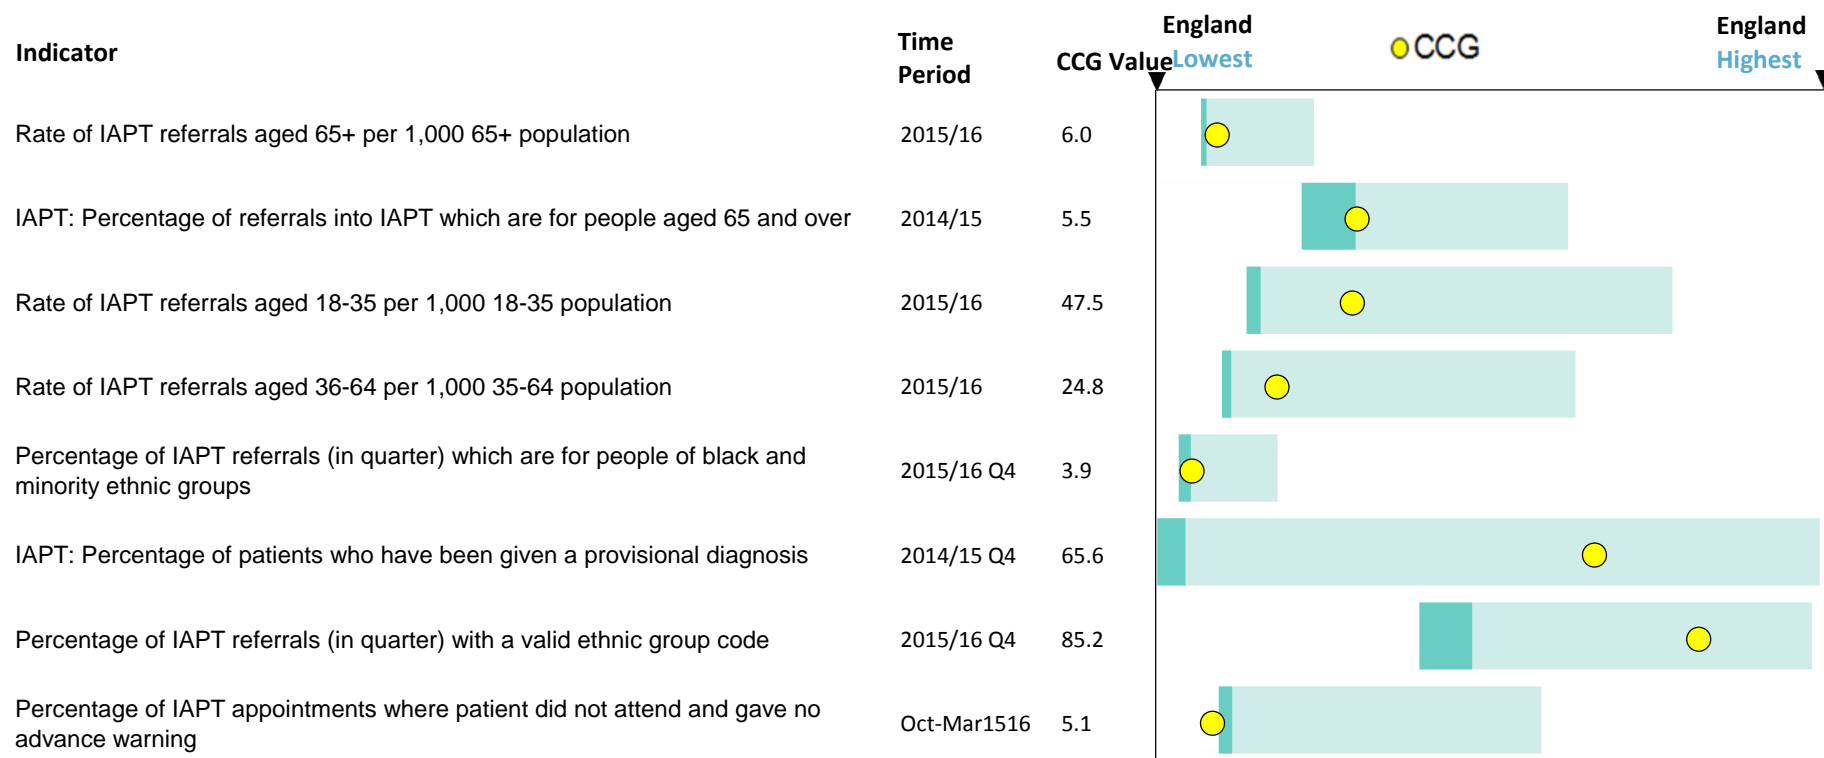 Indicator
Time
Period
CCG Value
England
Lowest
CCG
England
Highest
Rate of IAPT referrals aged 65+ per 1,000 65+ population 2015/16 6.0
IAPT: Percentage of referrals into IAPT which are for people aged 65 and over 2014/15 5.5
Rate of IAPT referrals aged 18-35 per 1,000 18-35 population 2015/16 47.5
Rate of IAPT referrals aged 36-64 per 1,000 35-64 population 2015/16 24.8
Percentage of IAPT referrals (in quarter) which are for people of black and
minority ethnic groups 2015/16 Q4 3.9
IAPT: Percentage of patients who have been given a provisional diagnosis 2014/15 Q4 65.6
Percentage of IAPT referrals (in quarter) with a valid ethnic group code 2015/16 Q4 85.2
Percentage of IAPT appointments where patient did not attend and gave no
advance warning Oct-Mar1516 5.1